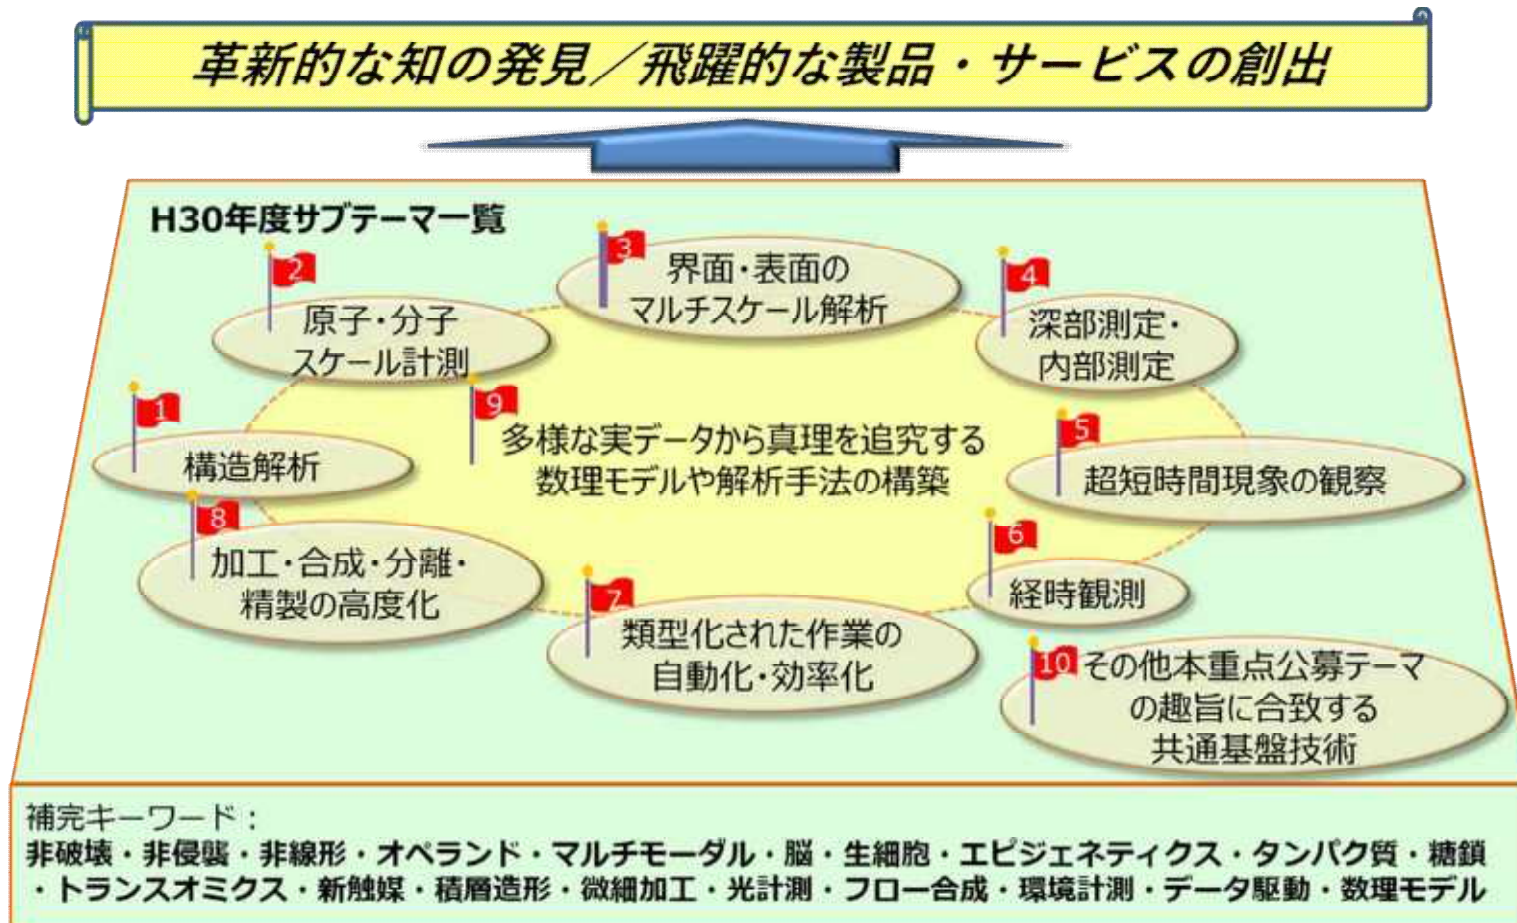 革新的な知の発見／飛躍的な製品・サービスの創出
H30年度サブテーマ一覧
1
構造解析
2
原子・分子
スケール計測
3
界面・表面の
マルチスケール解析
4
深部測定・
内部測定
5
超短時間現象の観察
6
経時観測
7
類型化された作業の
自動化・効率化
8
加工・合成・分離・
精製の高度化
9
多様な実データから真理を追究する
数理モデルや解析手法の構築
10
その他本重点公募テーマ
の趣旨に合致する
共通基盤技術
補完キーワード：
非破壊・非侵襲・非線形・オペランド・マルチモーダル・脳・生細胞・エピジェネティクス・タンパク質・糖鎖
・トランスオミクス・新触媒・積層造形・微細加工・光計測・フロー合成・環境計測・データ駆動・数理モデル